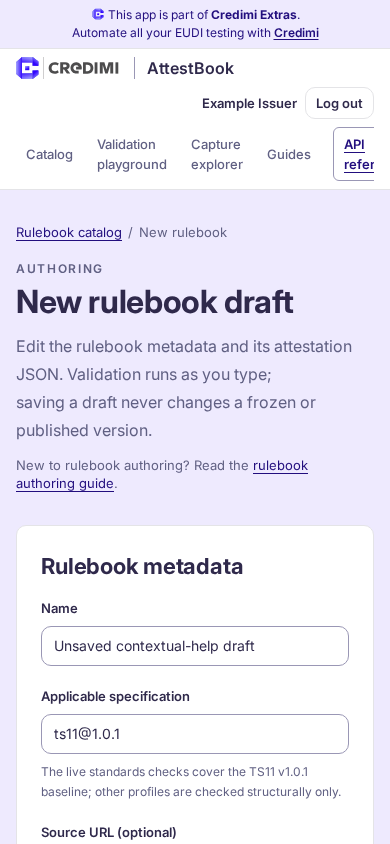 This app is part of Credimi Extras.
Automate all your EUDI testing with Credimi
CREDIMI AttestBook
Example Issuer Log out
Catalog Validation playground Capture explorer Guides API
Rulebook catalog / New rulebook
AUTHORING
New rulebook draft
Edit the rulebook metadata and its attestation
JSON. Validation runs as you type;
saving a draft never changes a frozen or
published version.
New to rulebook authoring? Read the rulebook
authoring guide.
Rulebook metadata
Name
Unsaved contextual-help draft
Applicable specification
ts11@1.0.1
The live standards checks cover the TS11 v1.0.1
baseline; other profiles are checked structurally only.
Source URL (optional)